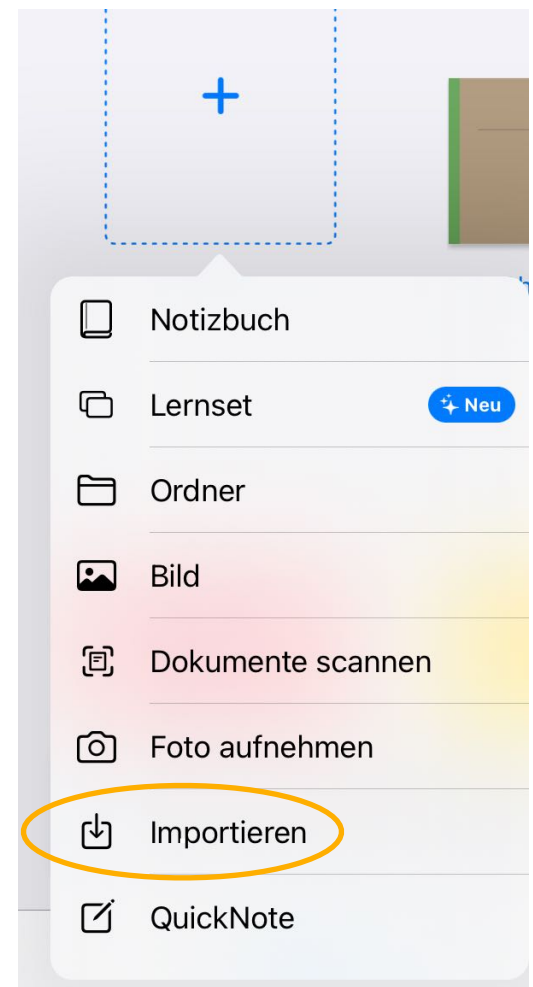 Notizbuch
Lernset
Neu
Ordner
Bild
Dokumente scannen
Foto aufnehmen
Importieren
QuickNote